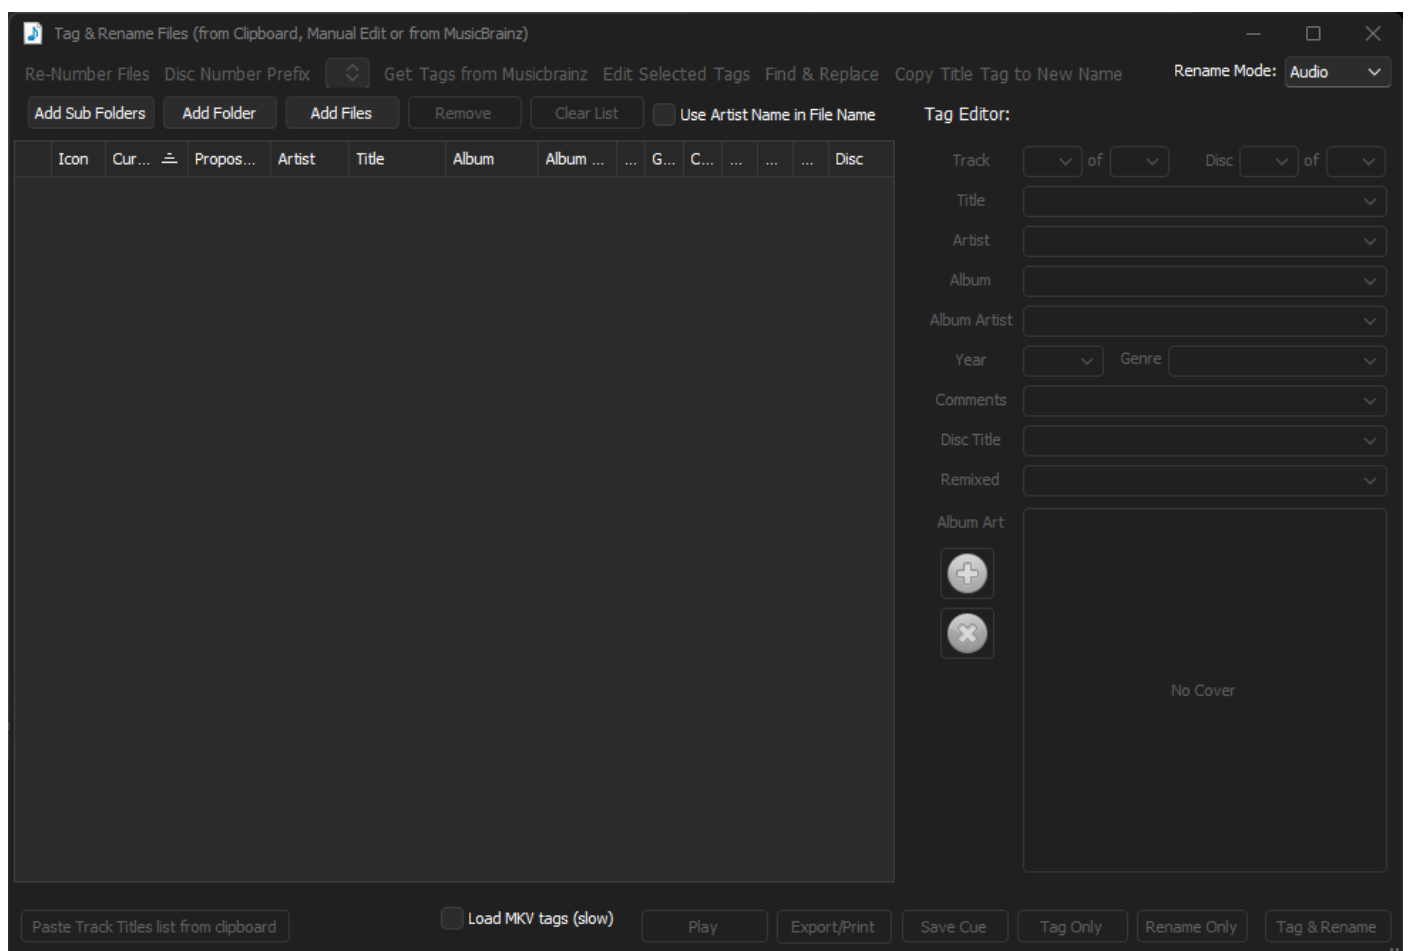 Tag & Rename Files (from Clipboard, Manual Edit or from MusicBrainz)
Re-Number Files Disc Number Prefix Get Tags from Musicbrainz Edit Selected Tags Find & Replace Copy Title Tag to New Name Rename Mode: Audio
Add Sub Folders Add Folder Add Files Remove Clear List Use Artist Name in File Name Tag Editor:
Icon Cur... Propos... Artist Title Album Album ... ... G... C... ... ... ... Disc
Track of Disc of
Title
Artist
Album
Album Artist
Year Genre
Comments
Disc Title
Remixed
Album Art
No Cover
Paste Track Titles list from clipboard Load MKV tags (slow) Play Export/Print Save Cue Tag Only Rename Only Tag & Rename